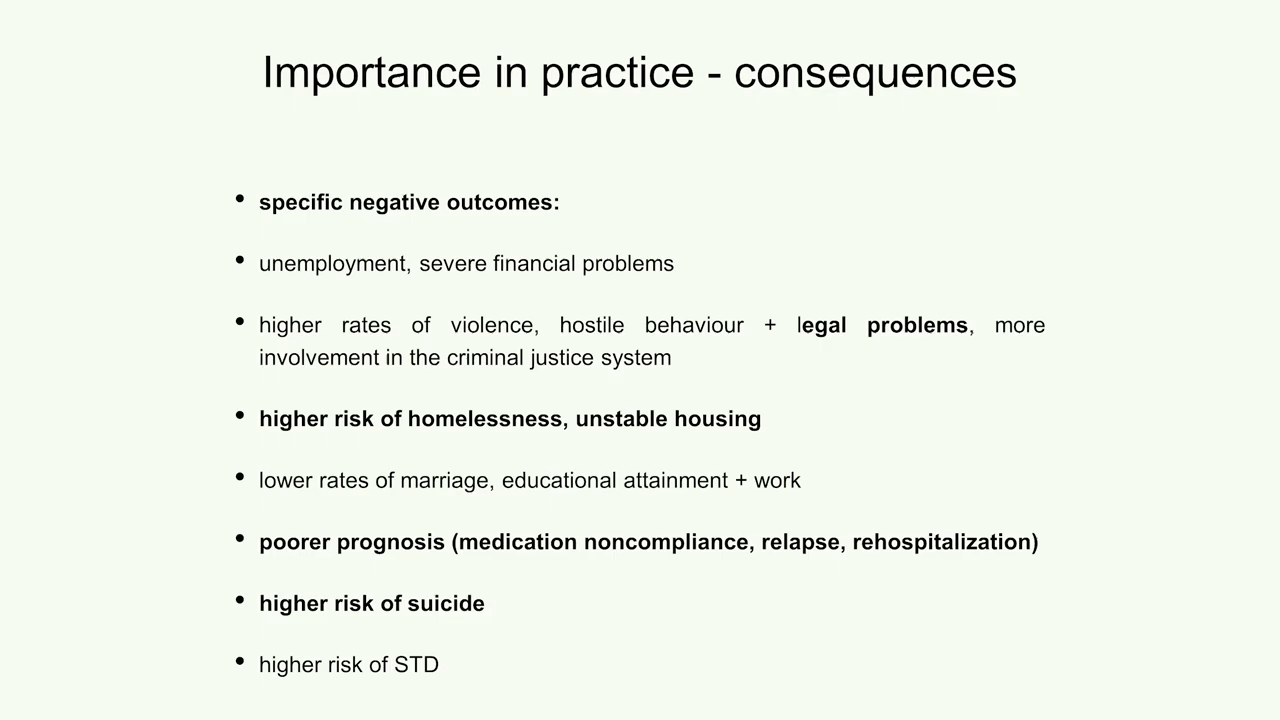 Importance in practice - consequences
• specific negative outcomes:
• unemployment, severe financial problems
• higher rates of violence, hostile behaviour + legal problems, more
involvement in the criminal justice system
• higher risk of homelessness, unstable housing
• lower rates of marriage, educational attainment + work
• poorer prognosis (medication noncompliance, relapse, rehospitalization)
• higher risk of suicide
• higher risk of STD